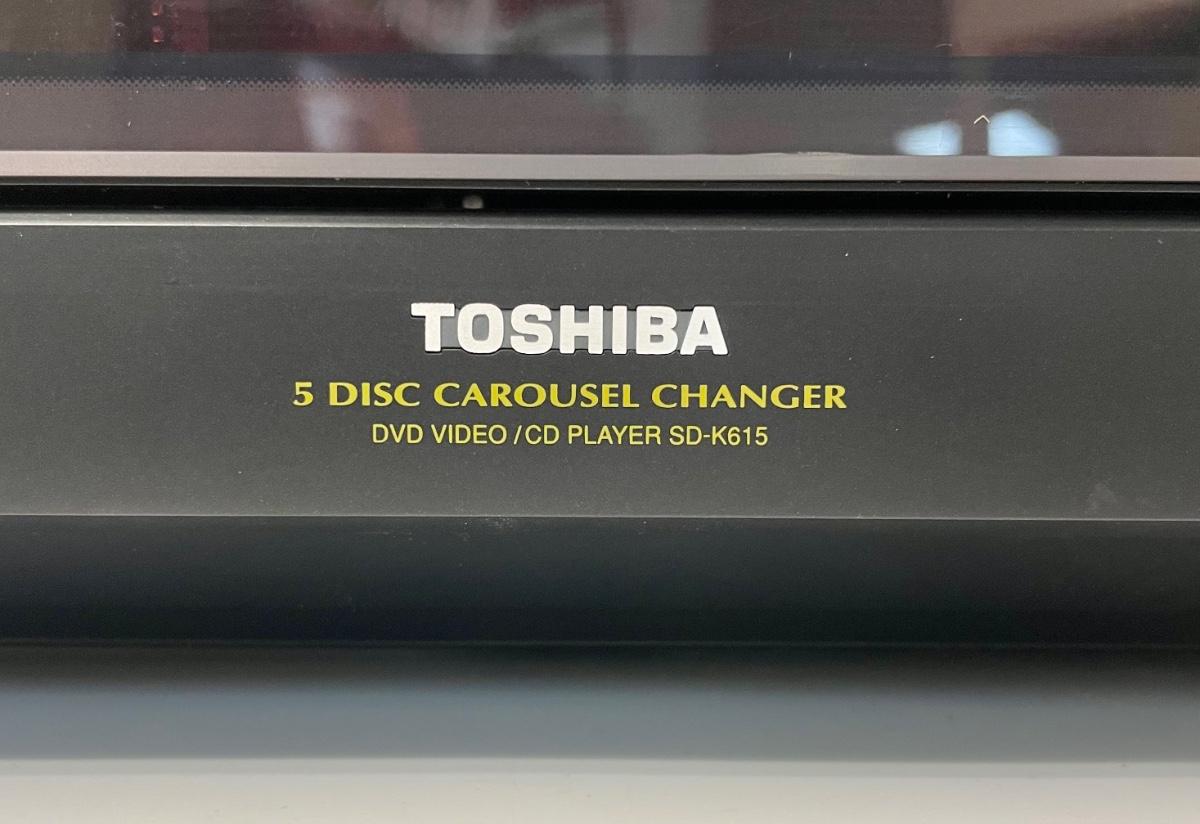 TOSHIBA
5 DISC CAROUSEL CHANGER
DVD VIDEO/CD PLAYER SD-K615